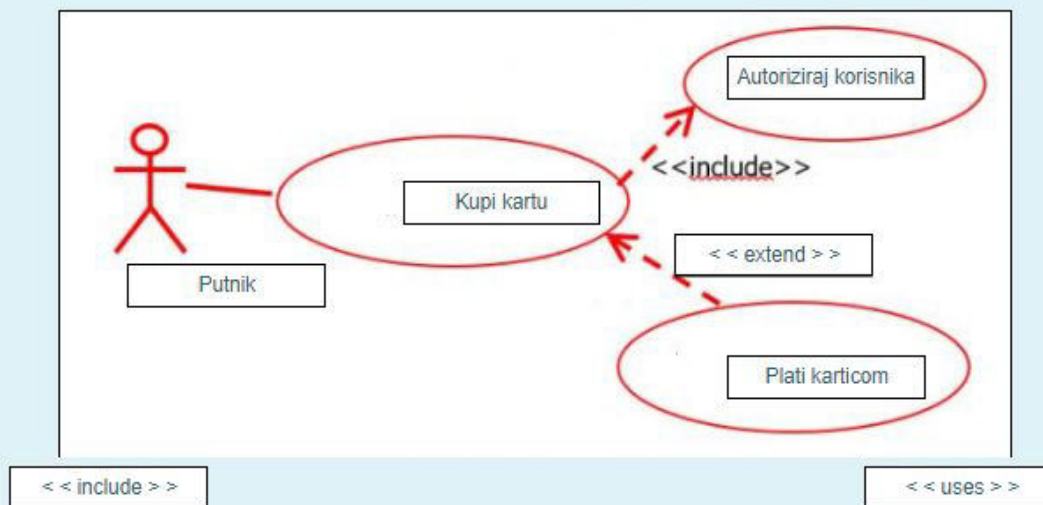 Autoriziraj korisnika
<<include>>
Kupi kartu
< < extend > >
Putnik
Plati karticom
< < include > >
< < uses > >